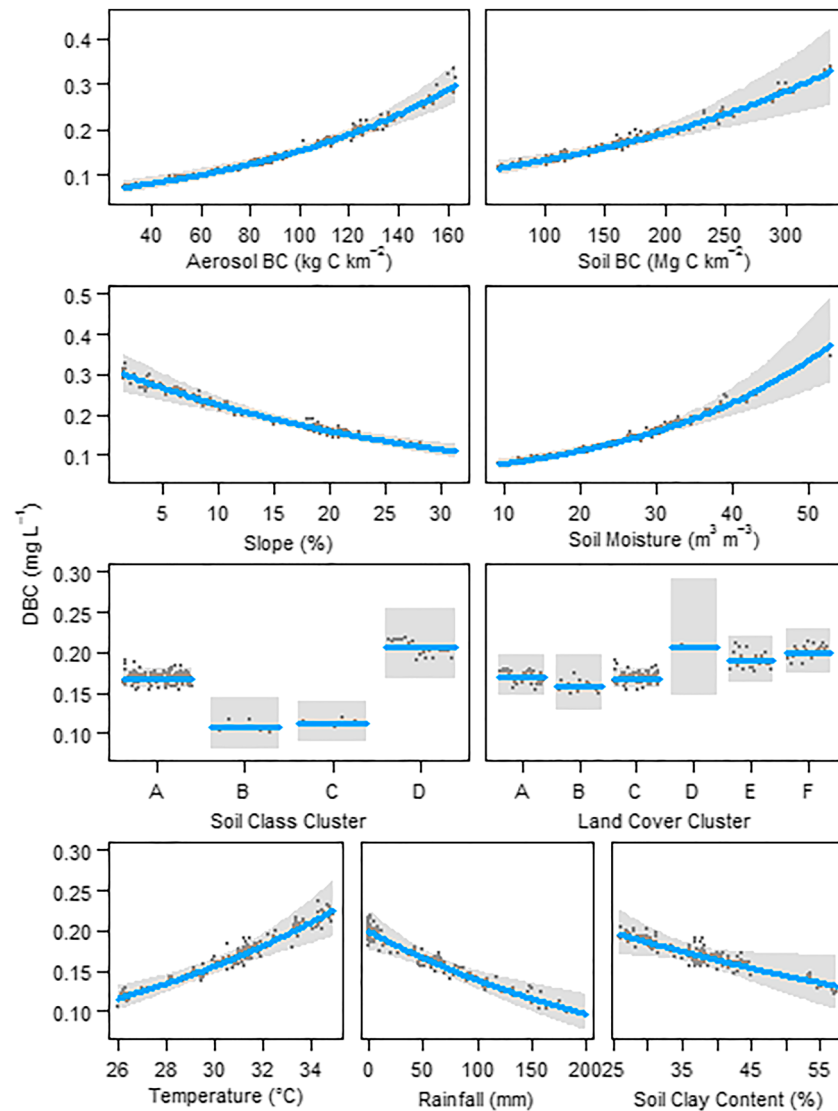 0.4
0.3
0.2
0.1
40 60 80 100 120 140 160
100 150 200 250 300
Aerosol BC (kg C km⁻²)
Soil BC (Mg C km⁻²)
0.5
0.4
0.3
0.2
0.1
5 10 15 20 25 30
10 20 30 40 50
Slope (%)
Soil Moisture (m³ m⁻³)
DBC (mg L⁻¹)
0.30
0.25
0.20
0.15
0.10
A B C D
A B C D E F
Soil Class Cluster
Land Cover Cluster
0.30
0.25
0.20
0.15
0.10
26 28 30 32 34
0 50 100 150 200
25 35 45 55
Temperature (°C)
Rainfall (mm)
Soil Clay Content (%)